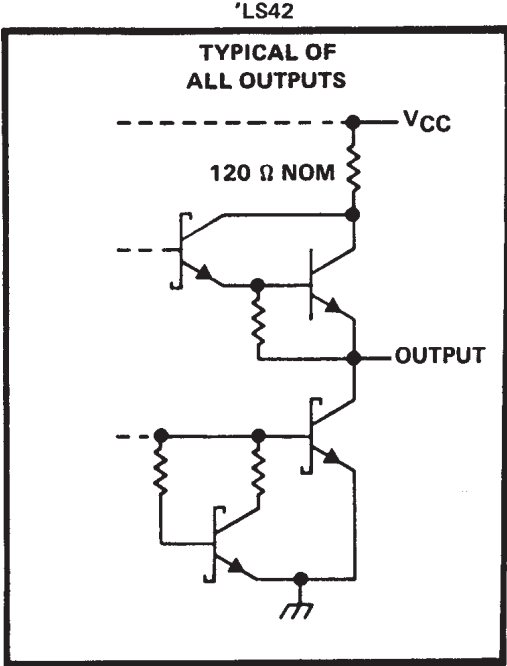 'LS42
TYPICAL OF
ALL OUTPUTS
VCC
120 Ω NOM
OUTPUT